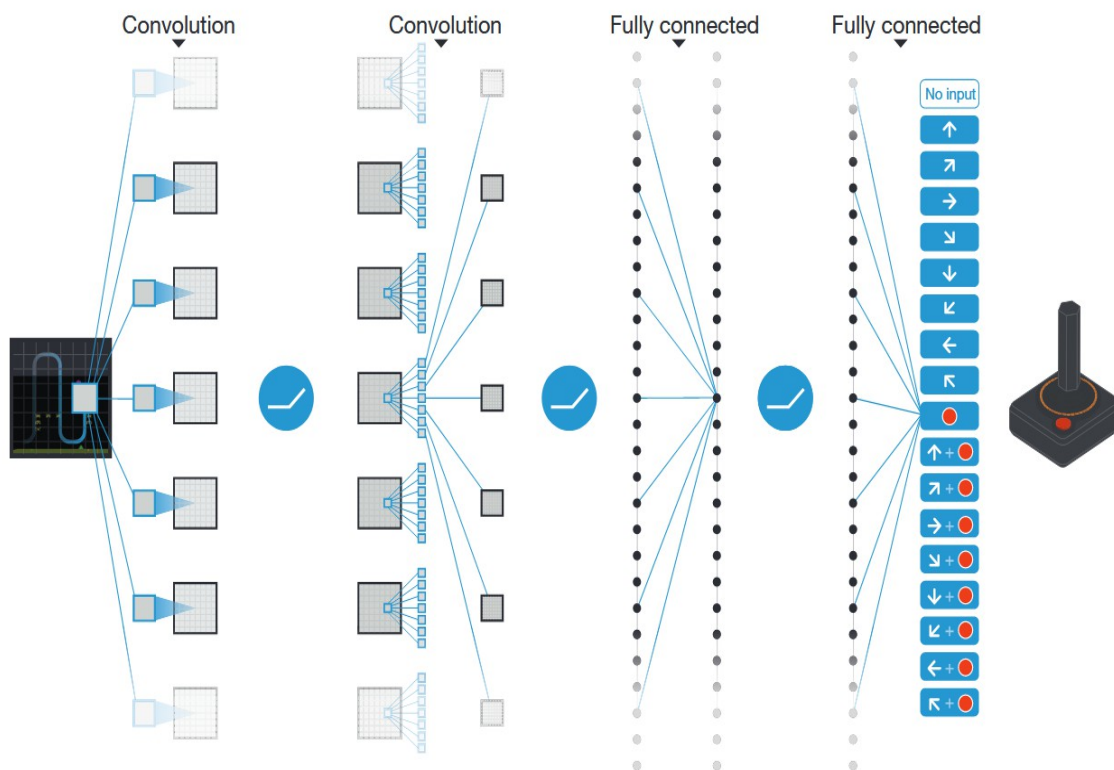 Convolution
Convolution
Fully connected
Fully connected
No input
+
+
+
+
+
+
+
+